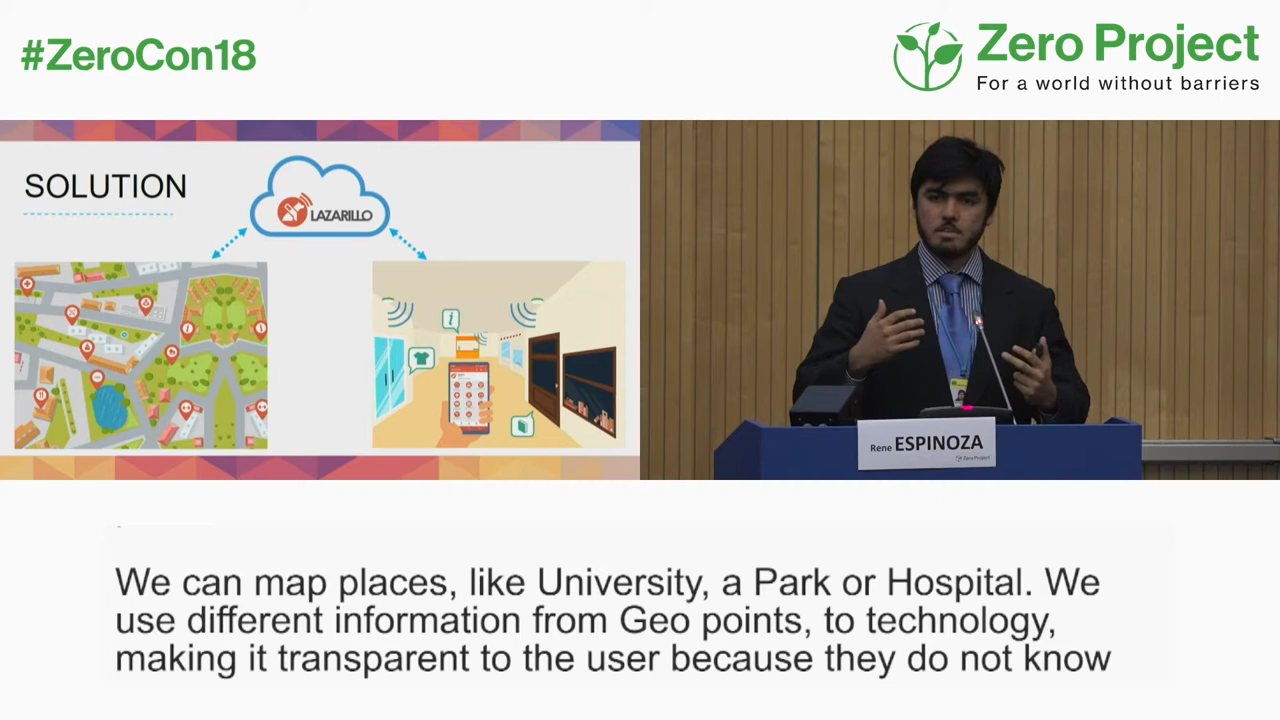 #ZeroCon18
Zero Project
For a world without barriers
SOLUTION
LAZARILLO
Rene ESPINOZA
Zero Project
We can map places, like University, a Park or Hospital. We
use different information from Geo points, to technology,
making it transparent to the user because they do not know